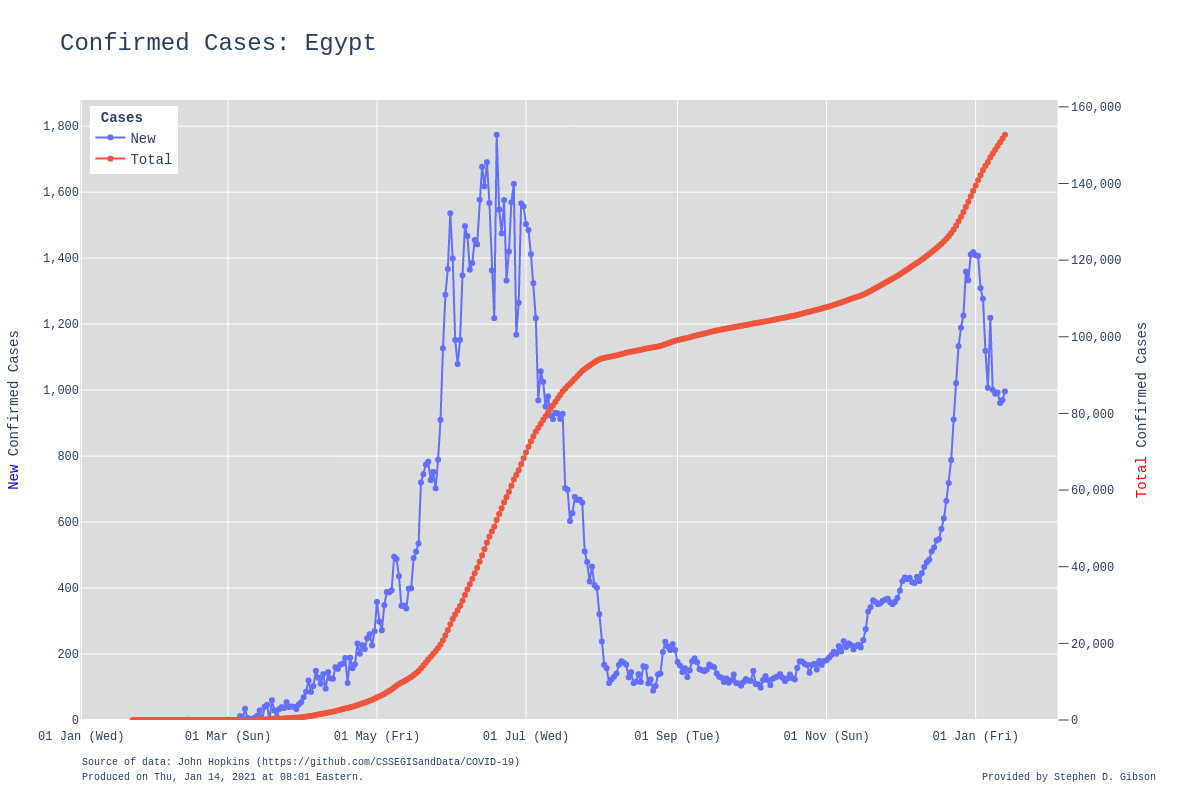 Confirmed Cases: Egypt
Cases
New
Total
1,800
1,600
1,400
1,200
1,000
800
600
400
200
0
160,000
140,000
120,000
100,000
80,000
60,000
40,000
20,000
0
New Confirmed Cases
Total Confirmed Cases
01 Jan (Wed) 01 Mar (Sun) 01 May (Fri) 01 Jul (Wed) 01 Sep (Tue) 01 Nov (Sun) 01 Jan (Fri)
Source of data: John Hopkins (https://github.com/CSSEGISandData/COVID-19)
Produced on Thu, Jan 14, 2021 at 08:01 Eastern.
Provided by Stephen D. Gibson